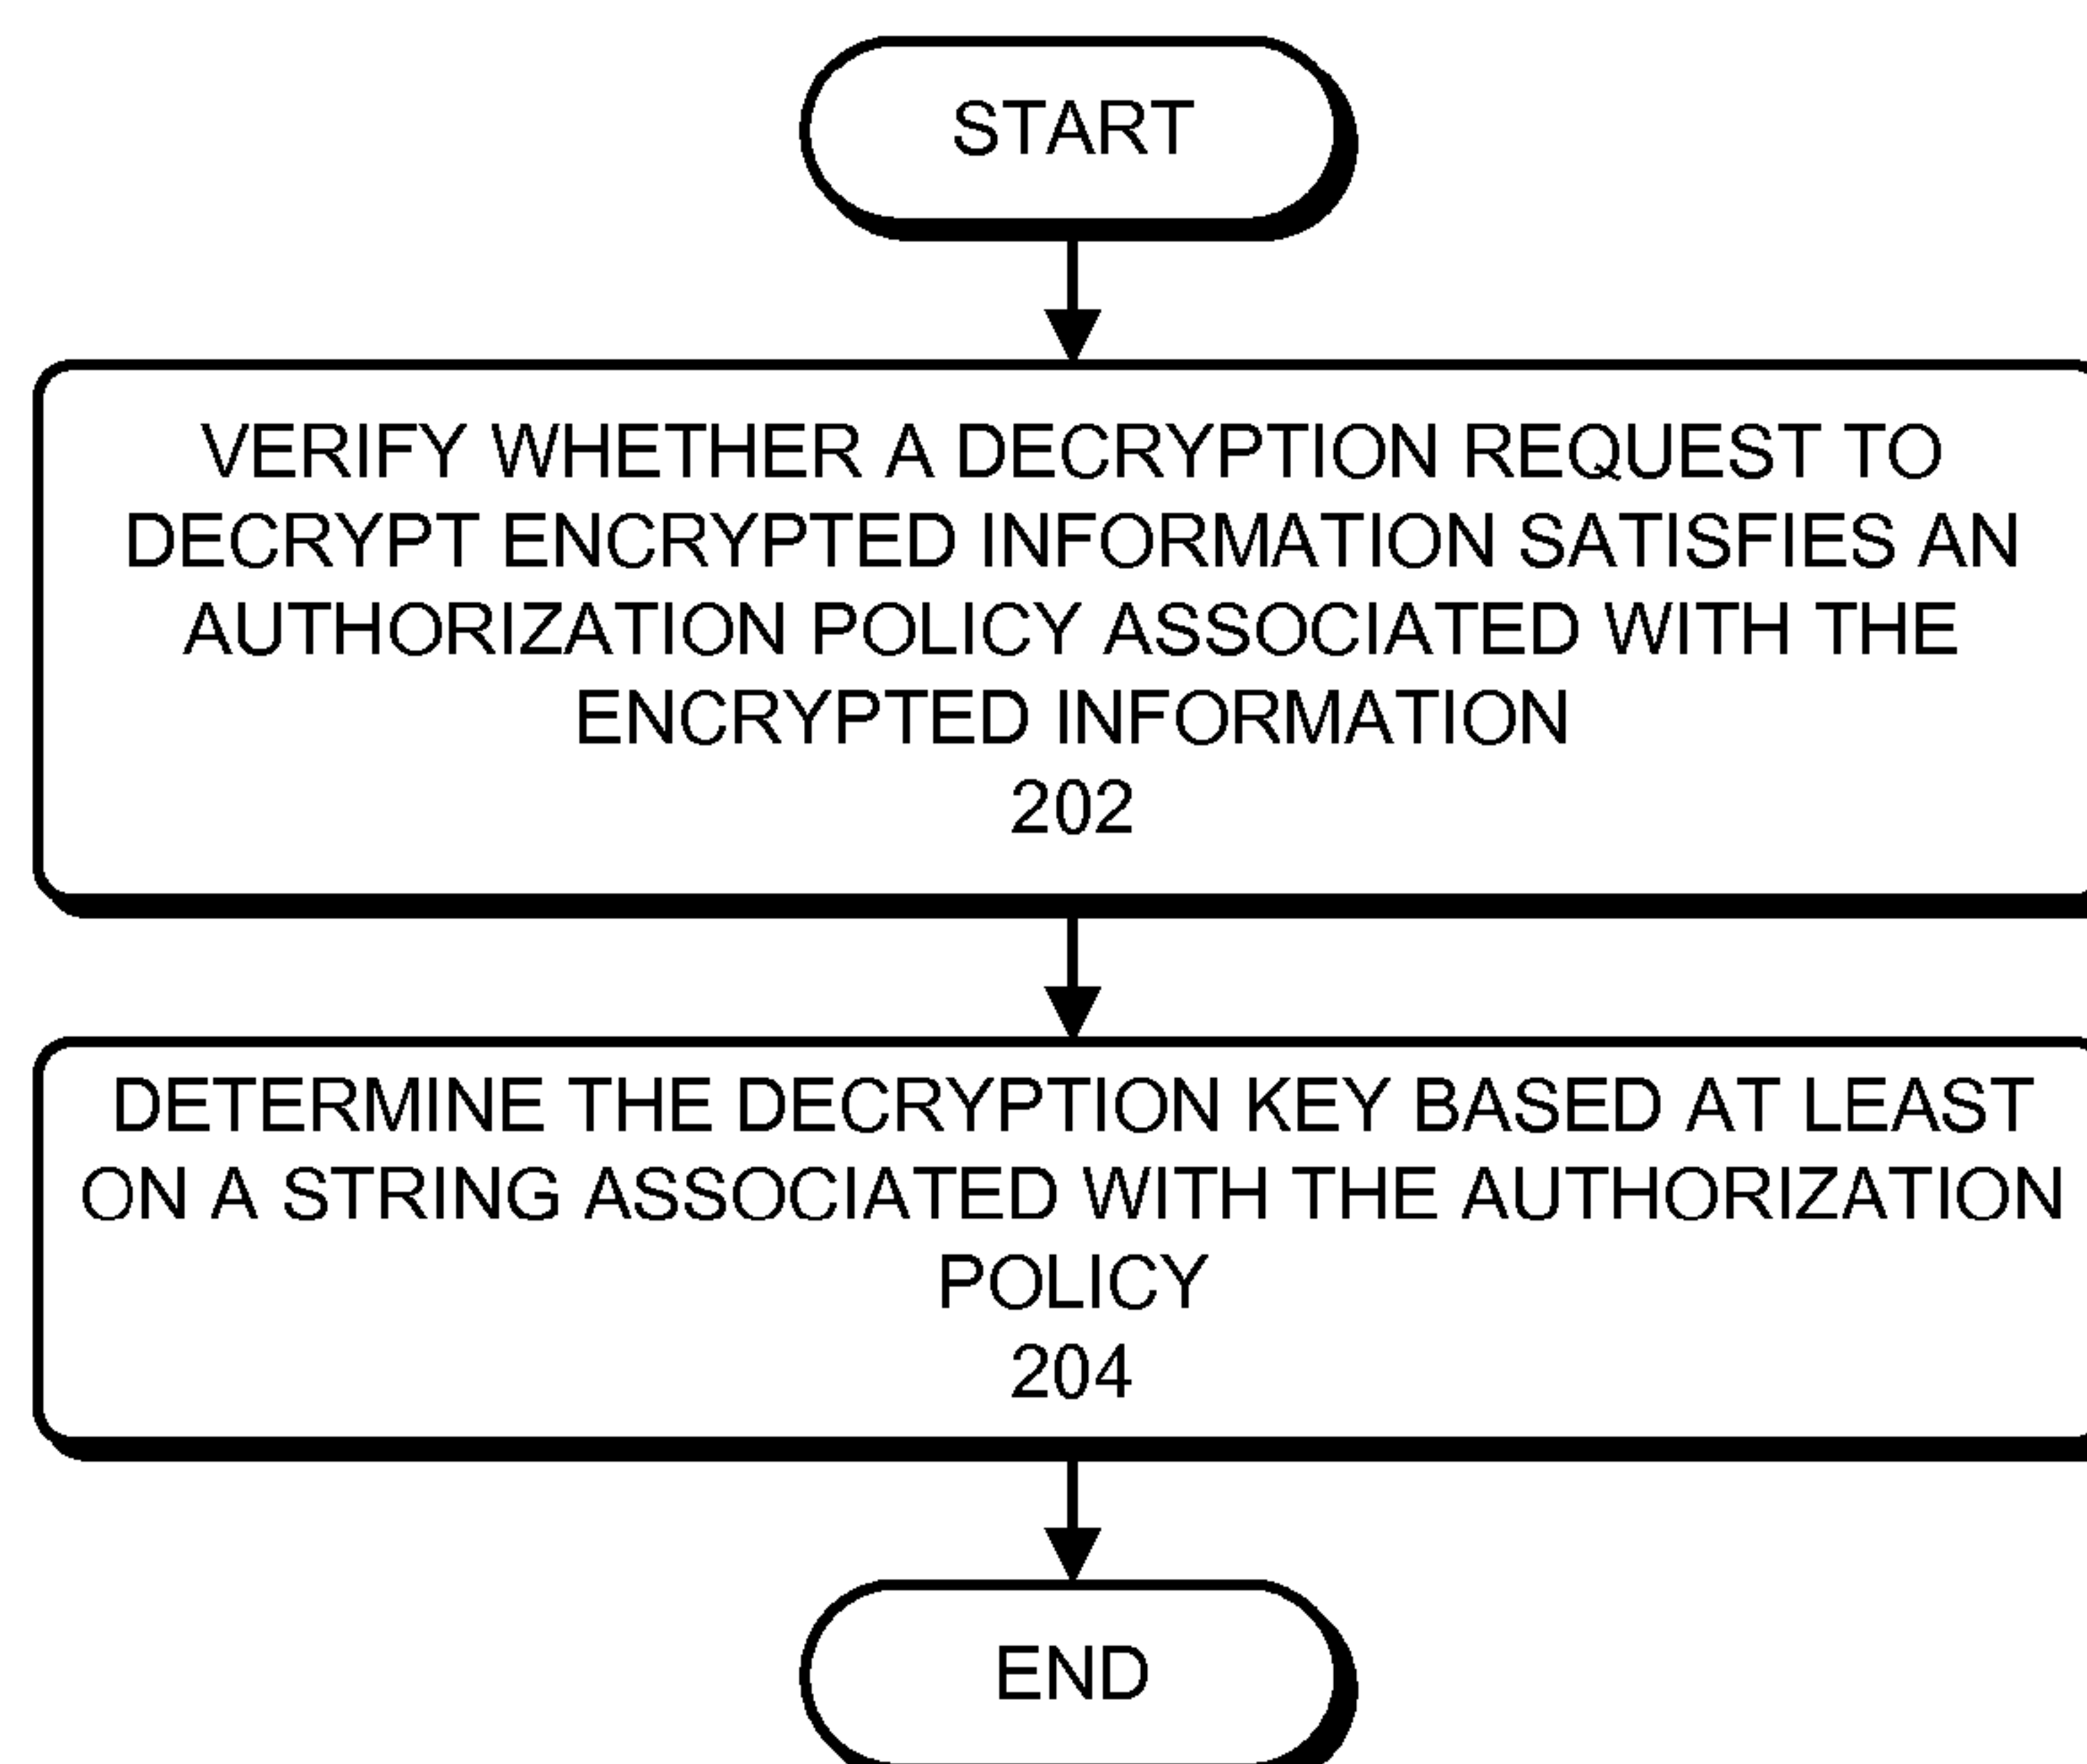 START
VERIFY WHETHER A DECRYPTION REQUEST TO
DECRYPT ENCRYPTED INFORMATION SATISFIES AN
AUTHORIZATION POLICY ASSOCIATED WITH THE
ENCRYPTED INFORMATION
202
DETERMINE THE DECRYPTION KEY BASED AT LEAST
ON A STRING ASSOCIATED WITH THE AUTHORIZATION
POLICY
204
END